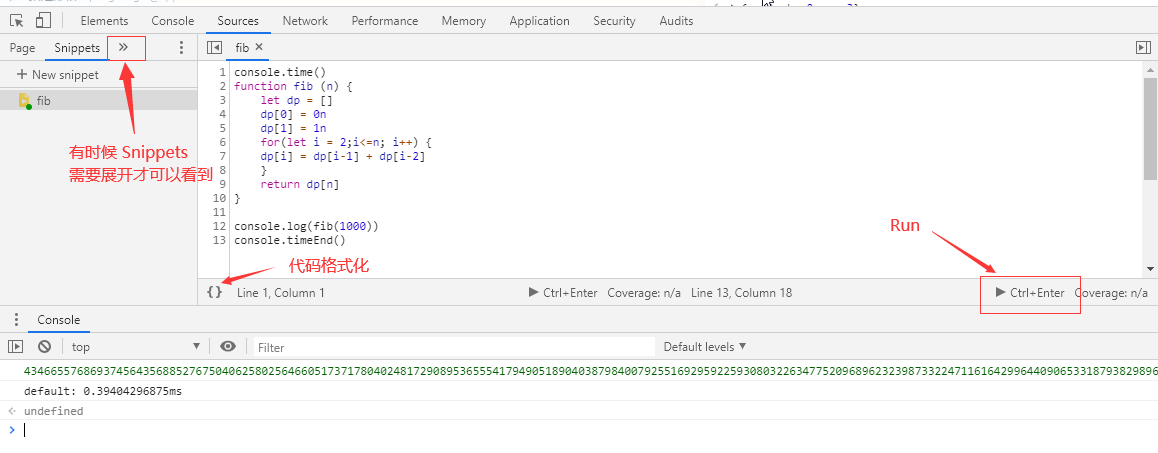 Elements Console Sources Network Performance Memory Application Security Audits
Page Snippets » fib ×
+ New snippet
fib
1 console.time()
2 function fib (n) {
3 let dp = []
4 dp[0] = 0n
5 dp[1] = 1n
6 for(let i = 2;i<=n; i++) {
7 dp[i] = dp[i-1] + dp[i-2]
8 }
9 return dp[n]
10 }
11
12 console.log(fib(1000))
13 console.timeEnd()
有时候 Snippets
需要展开才可以看到
Run
代码格式化
{} Line 1, Column 1 ▶ Ctrl+Enter Coverage: n/a Line 13, Column 18 ▶ Ctrl+Enter Coverage: n/a
Console
top ▼ Filter Default levels ▼
default: 0.39404296875ms
undefined